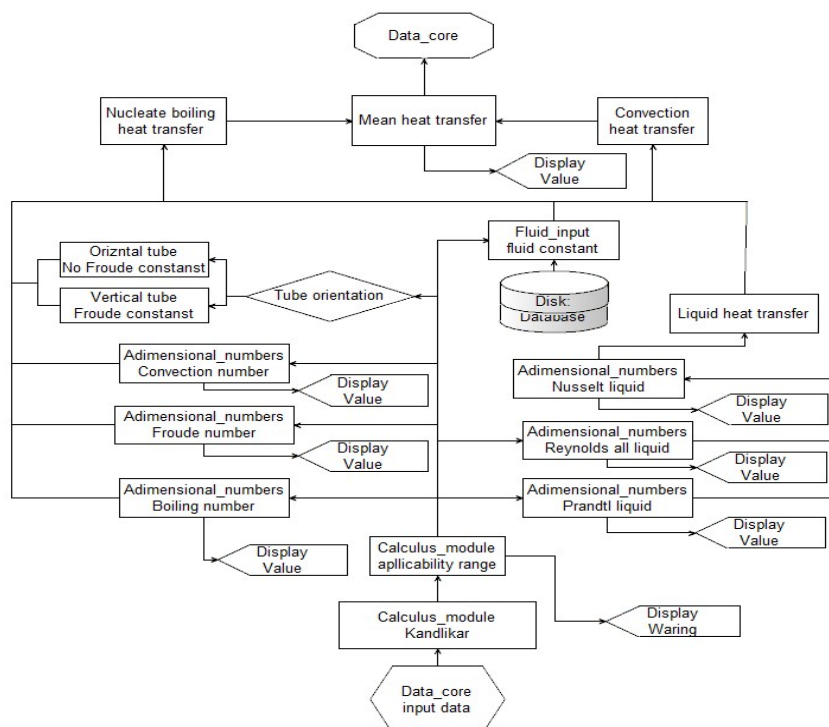 Data_core
Nucleate boiling
heat transfer
Mean heat transfer
Convection
heat transfer
Display
Value
Fluid_input
fluid constant
Orizntal tube
No Froude constanst
Vertical tube
Froude constanst
Tube orientation
Disk:
Database
Liquid heat transfer
Adimensional_numbers
Convection number
Display
Value
Adimensional_numbers
Nusselt liquid
Display
Value
Adimensional_numbers
Froude number
Display
Value
Adimensional_numbers
Reynolds all liquid
Display
Value
Adimensional_numbers
Boiling number
Display
Value
Adimensional_numbers
Prandtl liquid
Display
Value
Calculus_module
apllicability range
Display
Waring
Calculus_module
Kandlikar
Data_core
input data